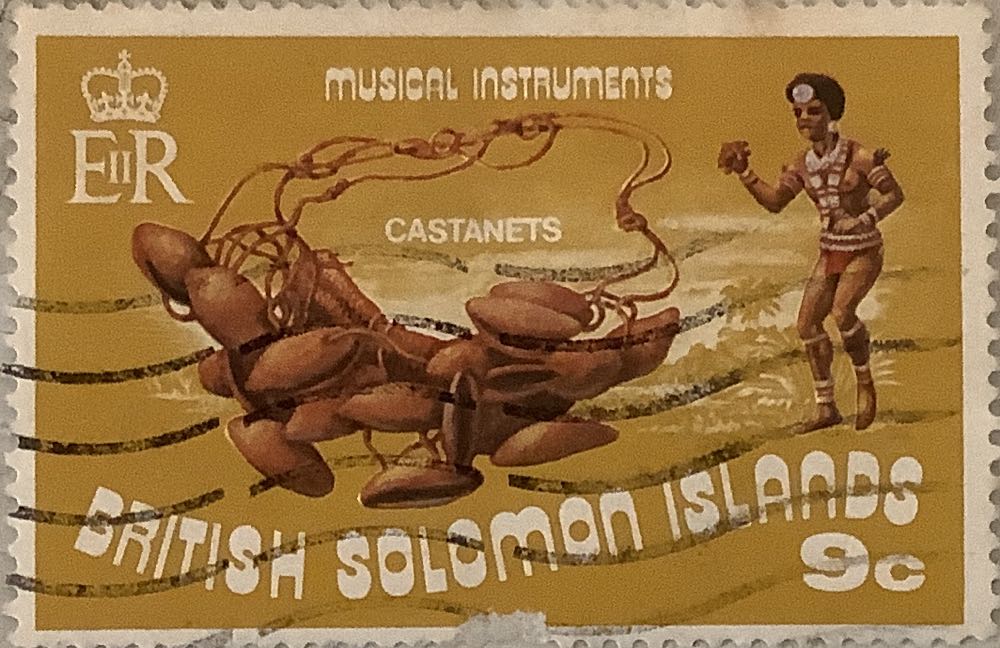 MUSICAL INSTRUMENTS
EIIR
CASTANETS
BRITISH SOLOMON ISLANDS
9c